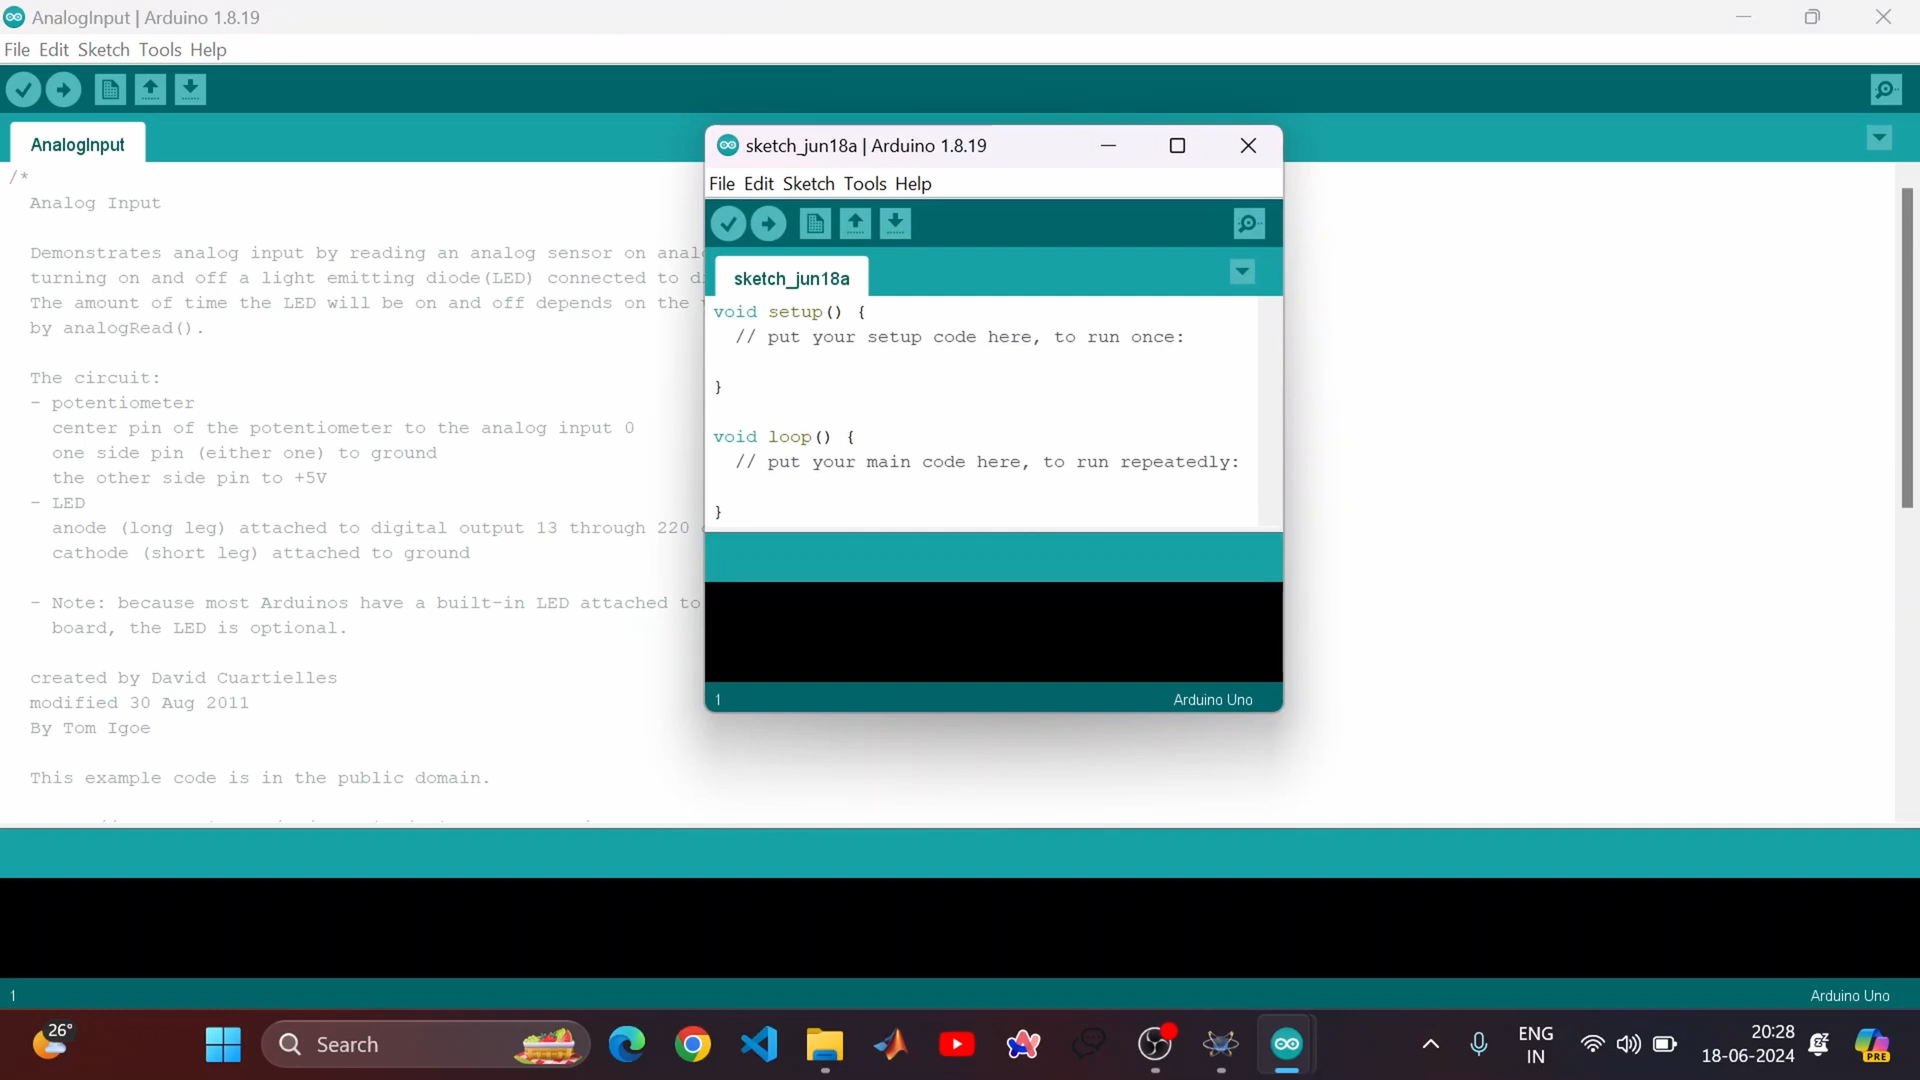 AnalogInput | Arduino 1.8.19
File Edit Sketch Tools Help
AnalogInput
/*
Analog Input
Demonstrates analog input by reading an analog sensor on
turning on and off a light emitting diode(LED) connected to
The amount of time the LED will be on and off depends on the
by analogRead().
The circuit:
- potentiometer
center pin of the potentiometer to the analog input 0
one side pin (either one) to ground
the other side pin to +5V
- LED
anode (long leg) attached to digital output 13 through 220
cathode (short leg) attached to ground
- Note: because most Arduinos have a built-in LED attached to
board, the LED is optional.
created by David Cuartielles
modified 30 Aug 2011
By Tom Igoe
This example code is in the public domain.
1
Arduino Uno
sketch_jun18a | Arduino 1.8.19
File Edit Sketch Tools Help
sketch_jun18a
void setup() {
// put your setup code here, to run once:
}
void loop() {
// put your main code here, to run repeatedly:
}
1
Arduino Uno
26°
Search
PRE
ENG
IN
20:28
18-06-2024